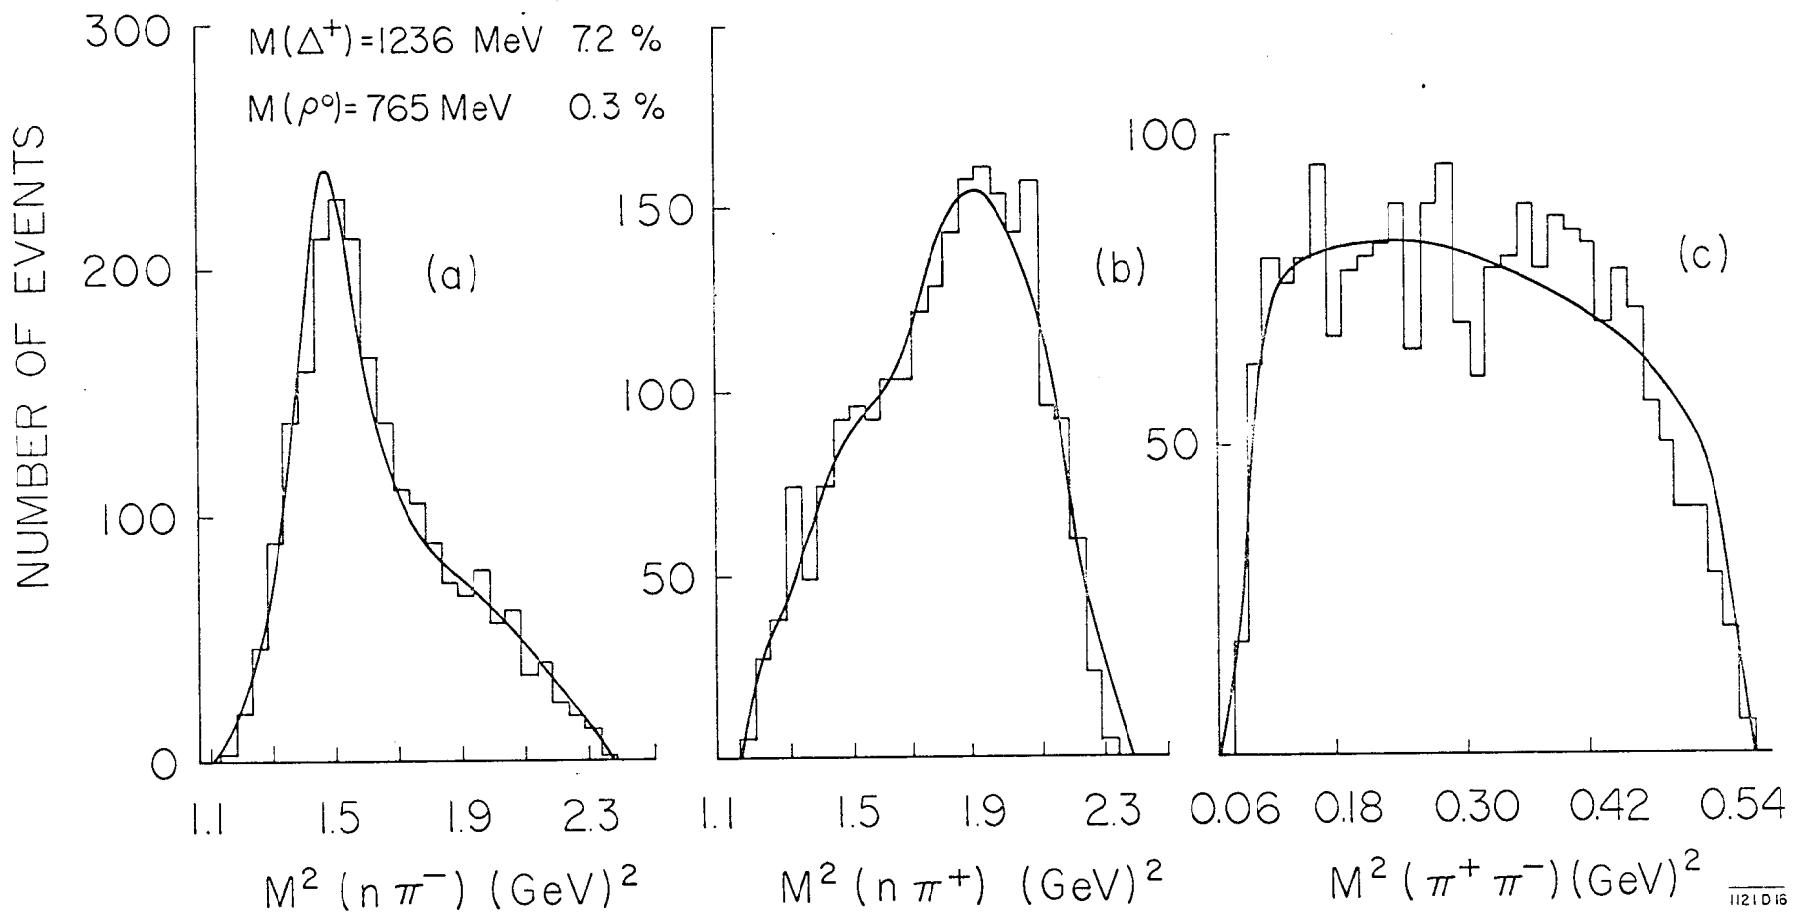 M(Δ⁺)=1236 MeV 7.2 %
M(ρ⁰)=765 MeV 0.3 %
NUMBER OF EVENTS
300
200
100
0
(a)
1.1 1.5 1.9 2.3
M² (n π⁻) (GeV)²
150
100
50
(b)
1.1 1.5 1.9 2.3
M² (n π⁺) (GeV)²
100
50
(c)
0.06 0.18 0.30 0.42 0.54
M² (π⁺ π⁻) (GeV)²
1121D16